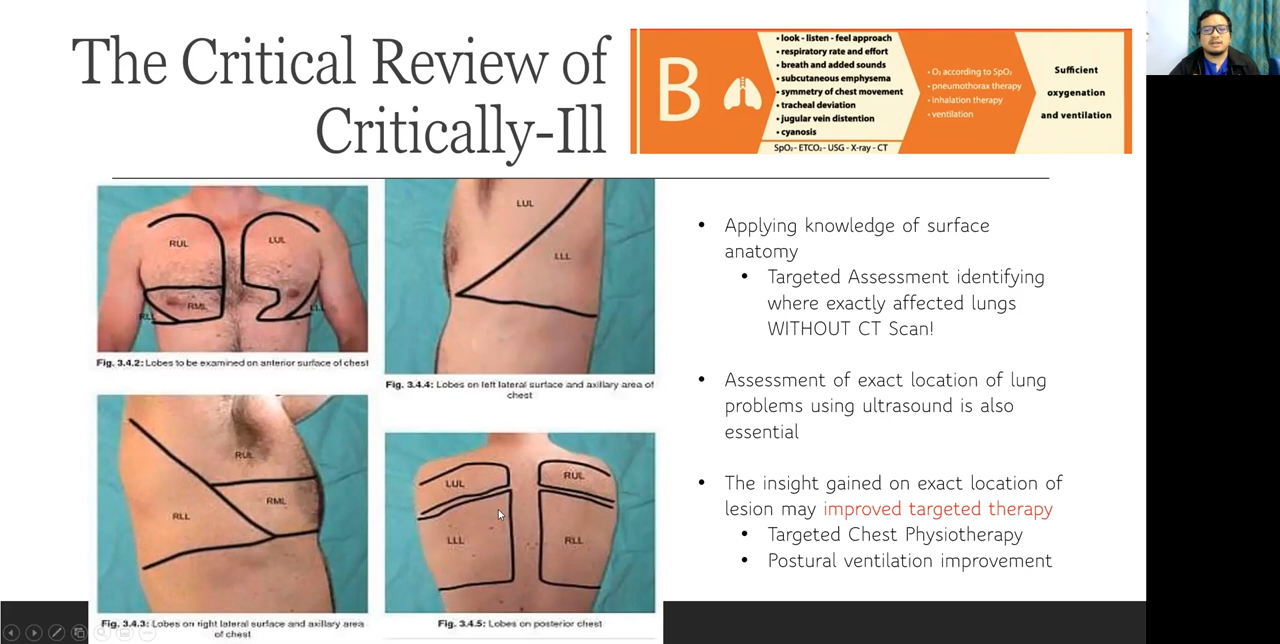 The Critical Review of
Critically-Ill
B
• look - listen - feel approach
• respiratory rate and effort
• breath and added sounds
• subcutaneous emphysema
• symmetry of chest movement
• tracheal deviation
• jugular vein distention
• cyanosis
SpO₂ - ETCO₂ - USG - X-ray - CT
• O₂ according to SpO₂
• pneumothorax therapy
• inhalation therapy
• ventilation
Sufficient
oxygenation
and ventilation
RUL
LUL
RML
RLL
LLL
Fig. 3.4.2: Lobes to be examined on anterior surface of chest
LUL
LLL
Fig. 3.4.4: Lobes on left lateral surface and axillary area of
chest
RUL
RML
RLL
Fig. 3.4.3: Lobes on right lateral surface and axillary area
of chest
LUL
RUL
LLL
RLL
Fig. 3.4.5: Lobes on posterior chest
• Applying knowledge of surface
anatomy
• Targeted Assessment identifying
where exactly affected lungs
WITHOUT CT Scan!
• Assessment of exact location of lung
problems using ultrasound is also
essential
• The insight gained on exact location of
lesion may improved targeted therapy
• Targeted Chest Physiotherapy
• Postural ventilation improvement